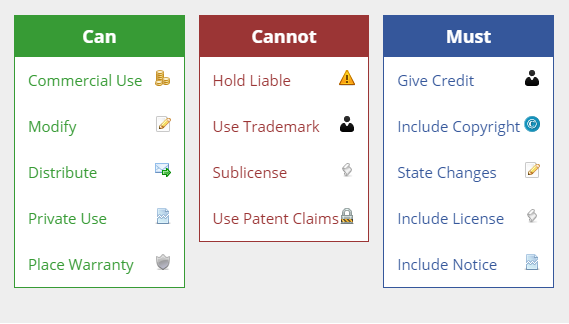 Can
Commercial Use
Modify
Distribute
Private Use
Place Warranty
Cannot
Hold Liable
Use Trademark
Sublicense
Use Patent Claims
Must
Give Credit
Include Copyright
State Changes
Include License
Include Notice